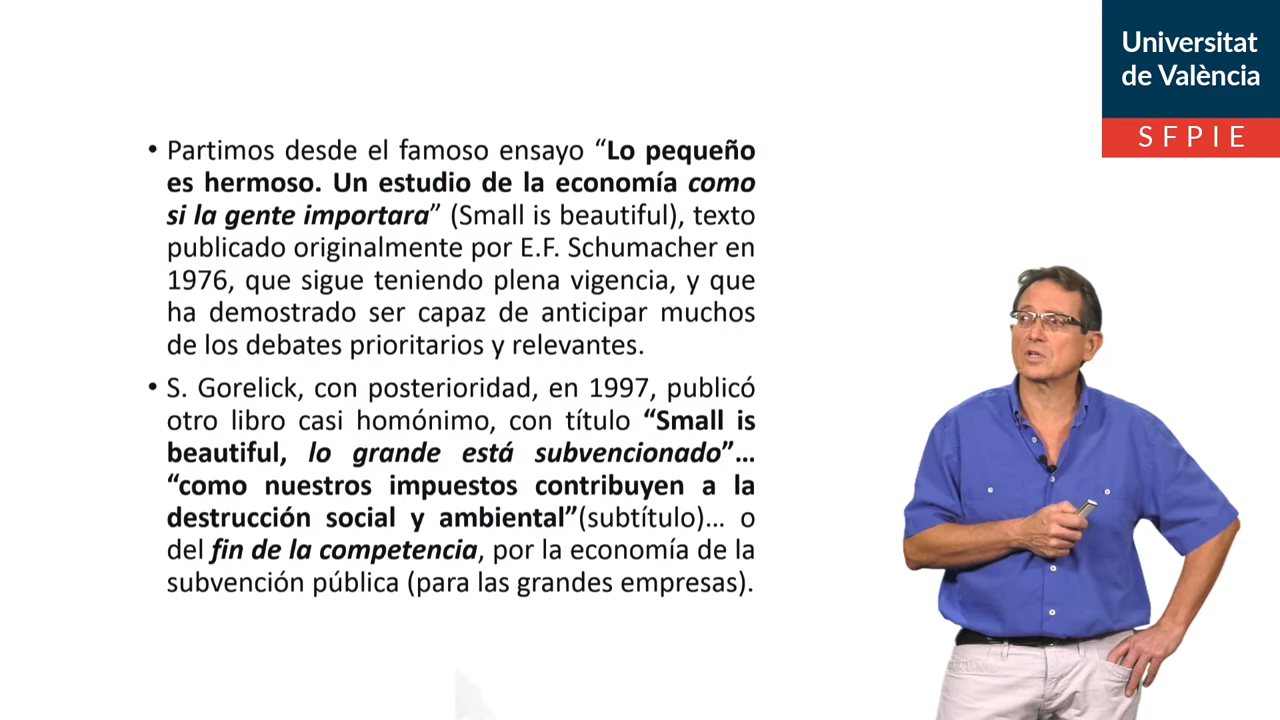 Universitat
de València
SFPIE
• Partimos desde el famoso ensayo “Lo pequeño
es hermoso. Un estudio de la economía como
si la gente importara” (Small is beautiful), texto
publicado originalmente por E.F. Schumacher en
1976, que sigue teniendo plena vigencia, y que
ha demostrado ser capaz de anticipar muchos
de los debates prioritarios y relevantes.
• S. Gorelick, con posterioridad, en 1997, publicó
otro libro casi homónimo, con título “Small is
beautiful, lo grande está subvencionado”...
“como nuestros impuestos contribuyen a la
destrucción social y ambiental”(subtítulo)... o
del fin de la competencia, por la economía de la
subvención pública (para las grandes empresas).